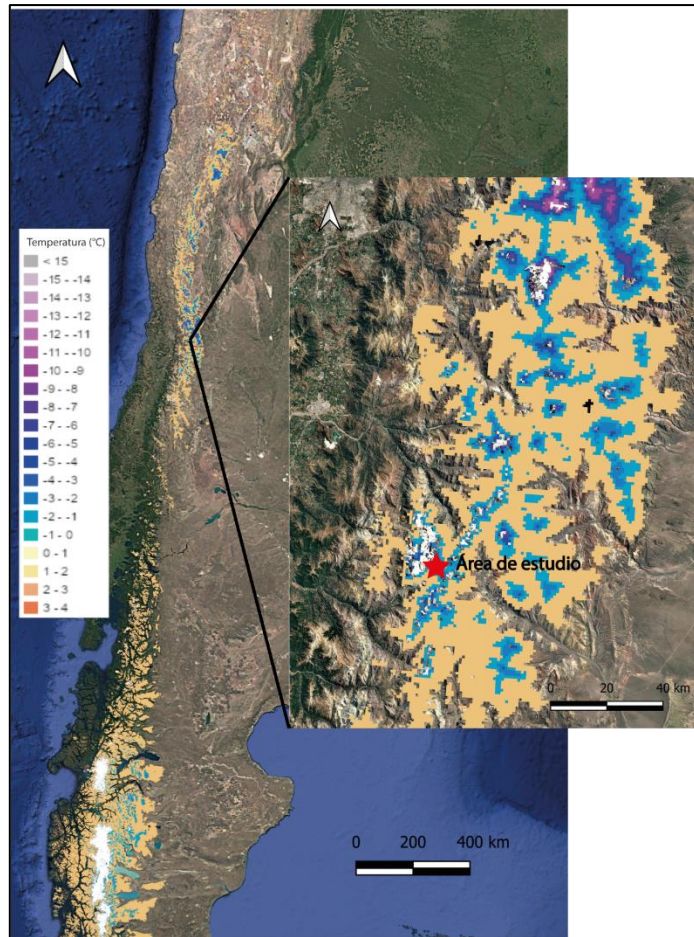 Temperatura (°C)
< 15
-15 - -14
-14 - -13
-13 - -12
-12 - -11
-11 - -10
-10 - -9
-9 - -8
-8 - -7
-7 - -6
-6 - -5
-5 - -4
-4 - -3
-3 - -2
-2 - -1
-1 - 0
0 - 1
1 - 2
2 - 3
3 - 4
Área de estudio
0 20 40 km
0 200 400 km